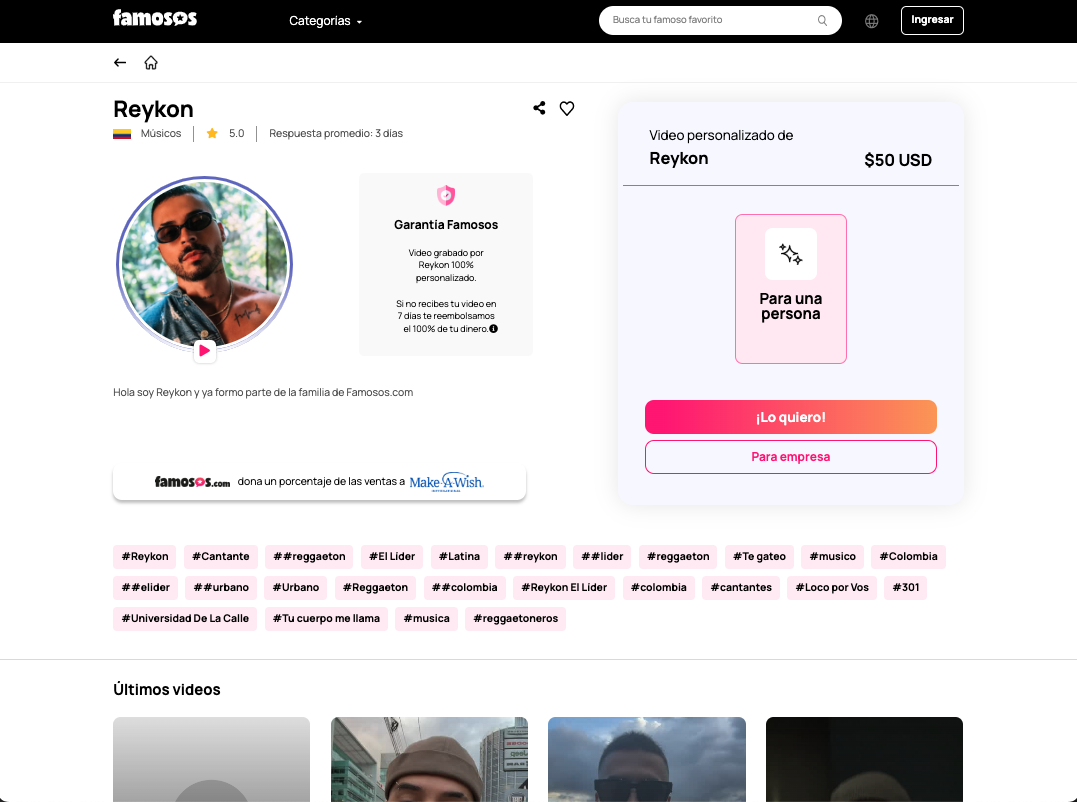 famosos
Categorías
Busca tu famoso favorito
Ingresar
Reykon
Músicos
5.0
Respuesta promedio: 3 días
Garantía Famosos
Video grabado por
Reykon 100%
personalizado.
Si no recibes tu video en
7 días te reembolsamos
el 100% de tu dinero.
Hola soy Reykon y ya formo parte de la familia de Famosos.com
famosos.com dona un porcentaje de las ventas a Make-A-Wish.
Video personalizado de
Reykon
$50 USD
Para una
persona
¡Lo quiero!
Para empresa
#Reykon #Cantante ##reggaeton #El Líder #Latina ##reykon ##lider #reggaeton #Te gateo #musico #Colombia
##elider ##urbano #Urbano #Reggaeton ##colombia #Reykon El Líder #colombia #cantantes #Loco por Vos #301
#Universidad De La Calle #Tu cuerpo me llama #musica #reggaetoneros
Últimos videos